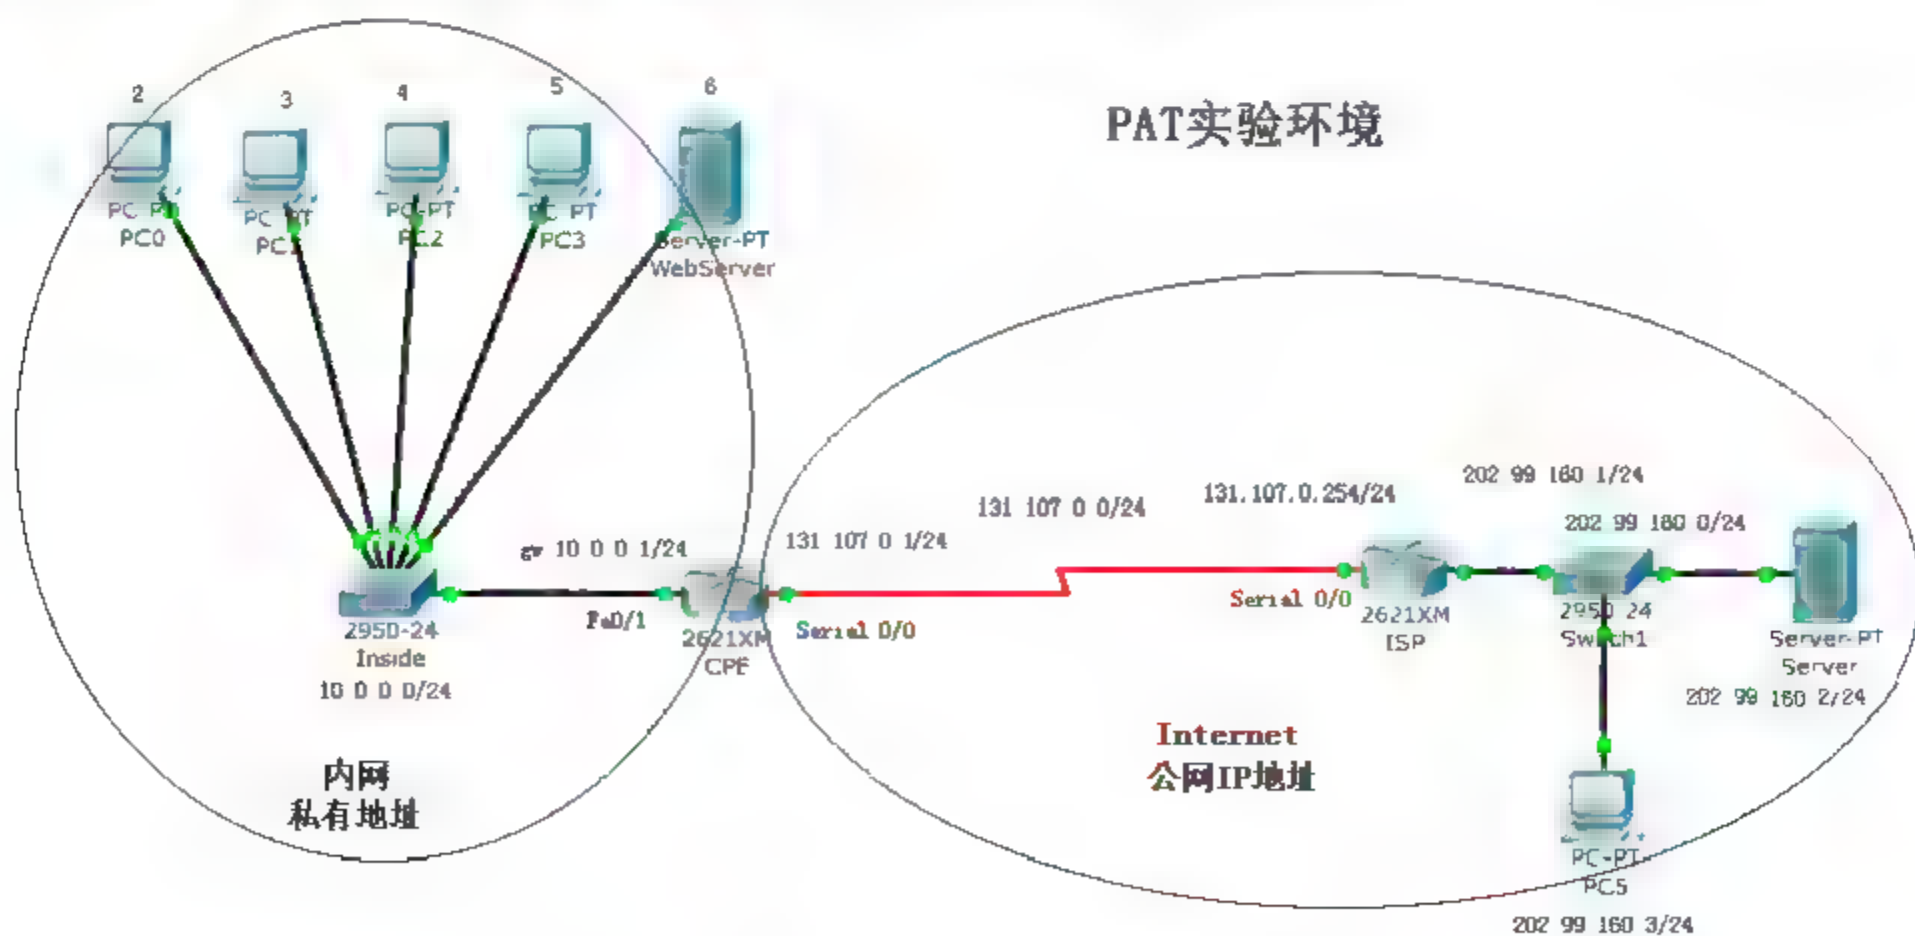 PAT实验环境
2
3
4
5
6
PC-PT
PC0
PC-PT
PC1
PC-PT
PC2
PC PT
PC3
Server-PT
WebServer
gw 10 0 0 1/24
131 107 0 1/24
131 107 0 0/24
131.107.0.254/24
202 99 160 1/24
202 99 160 0/24
2950-24
Inside
10 0 0 0/24
Fa0/1
2621XM
CPE
Serial 0/0
Serial 0/0
2621XM
ISP
2950 24
Switch1
Server-PT
Server
202 99 160 2/24
内网
私有地址
Internet
公网IP地址
PC-PT
PC5
202 99 160 3/24